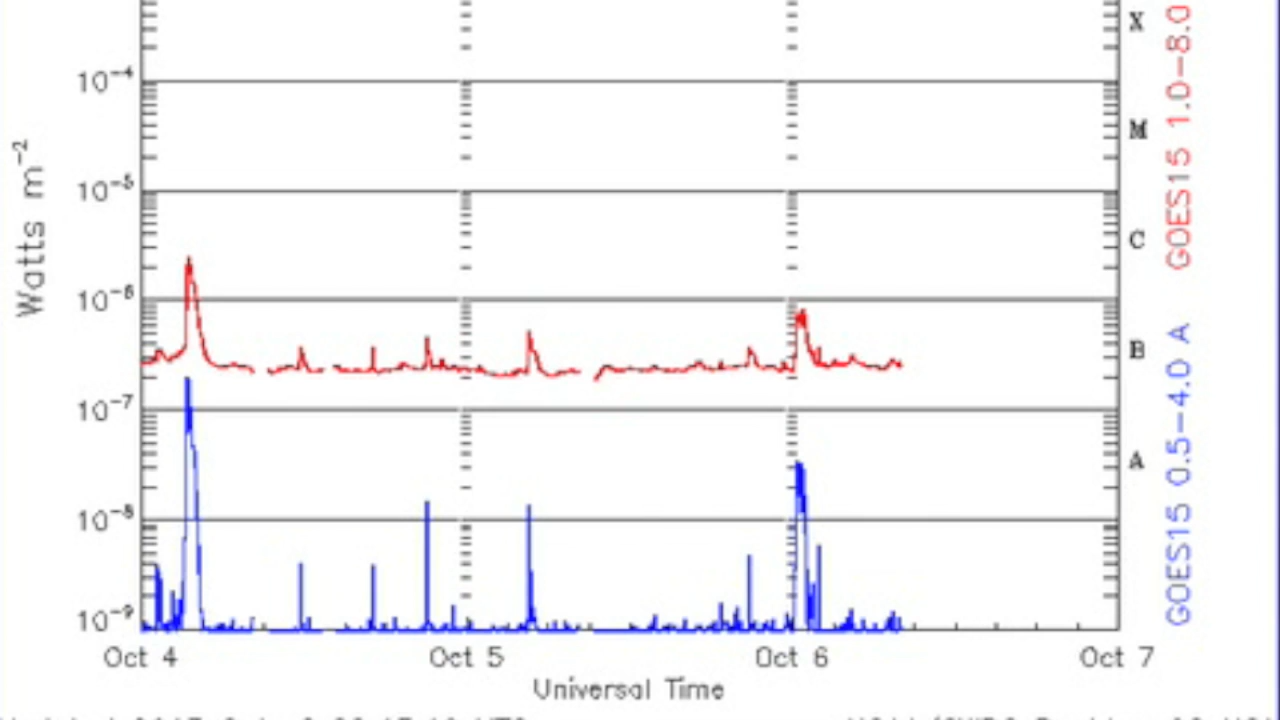 X
10⁻⁴
M
10⁻⁵
C
10⁻⁶
B
10⁻⁷
A
10⁻⁸
10⁻⁹
Watts m⁻²
GOES15 1.0-8.0
GOES15 0.5-4.0 A
Oct 4 Oct 5 Oct 6 Oct 7
Universal Time